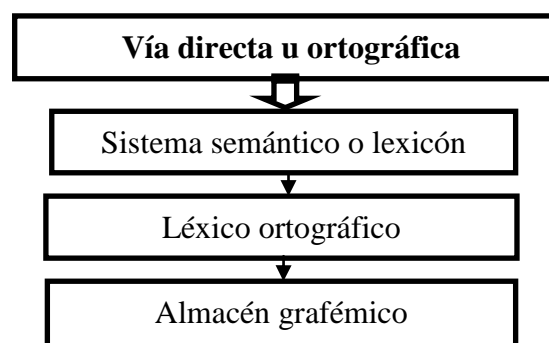 Vía directa u ortográfica
Sistema semántico o lexicón
Léxico ortográfico
Almacén grafémico